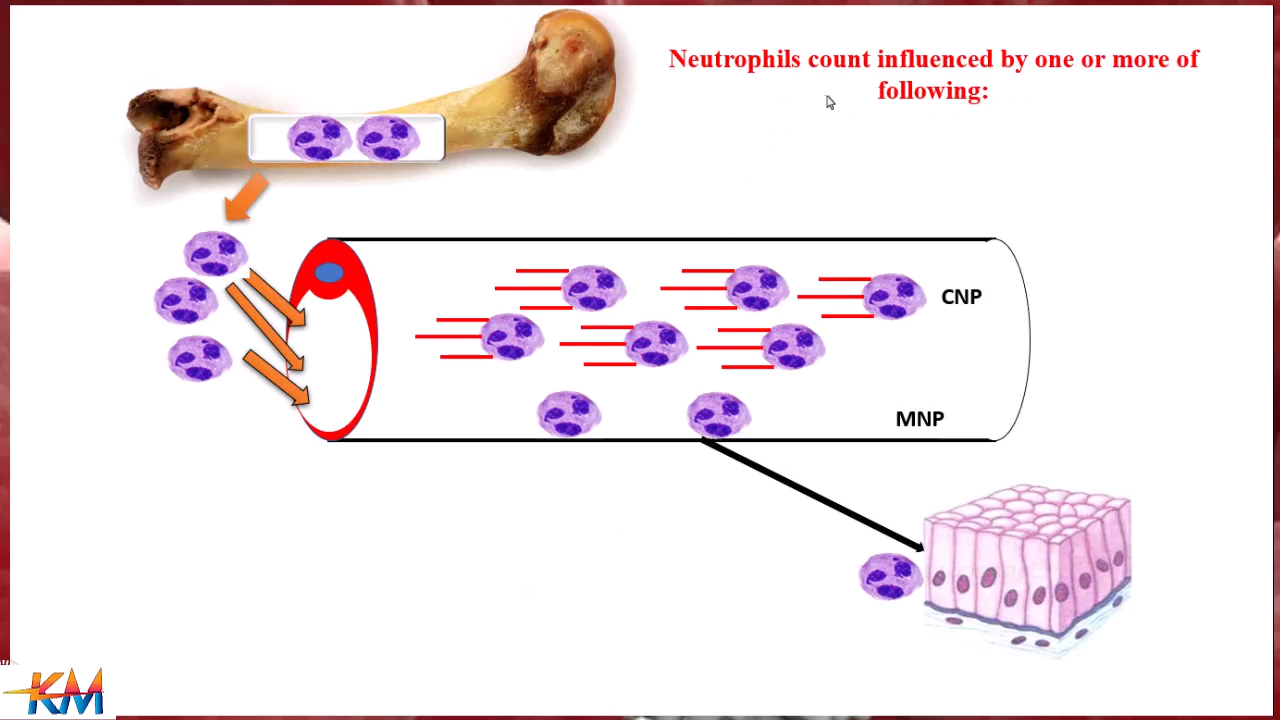 Neutrophils count influenced by one or more of
following:
CNP
MNP
KM